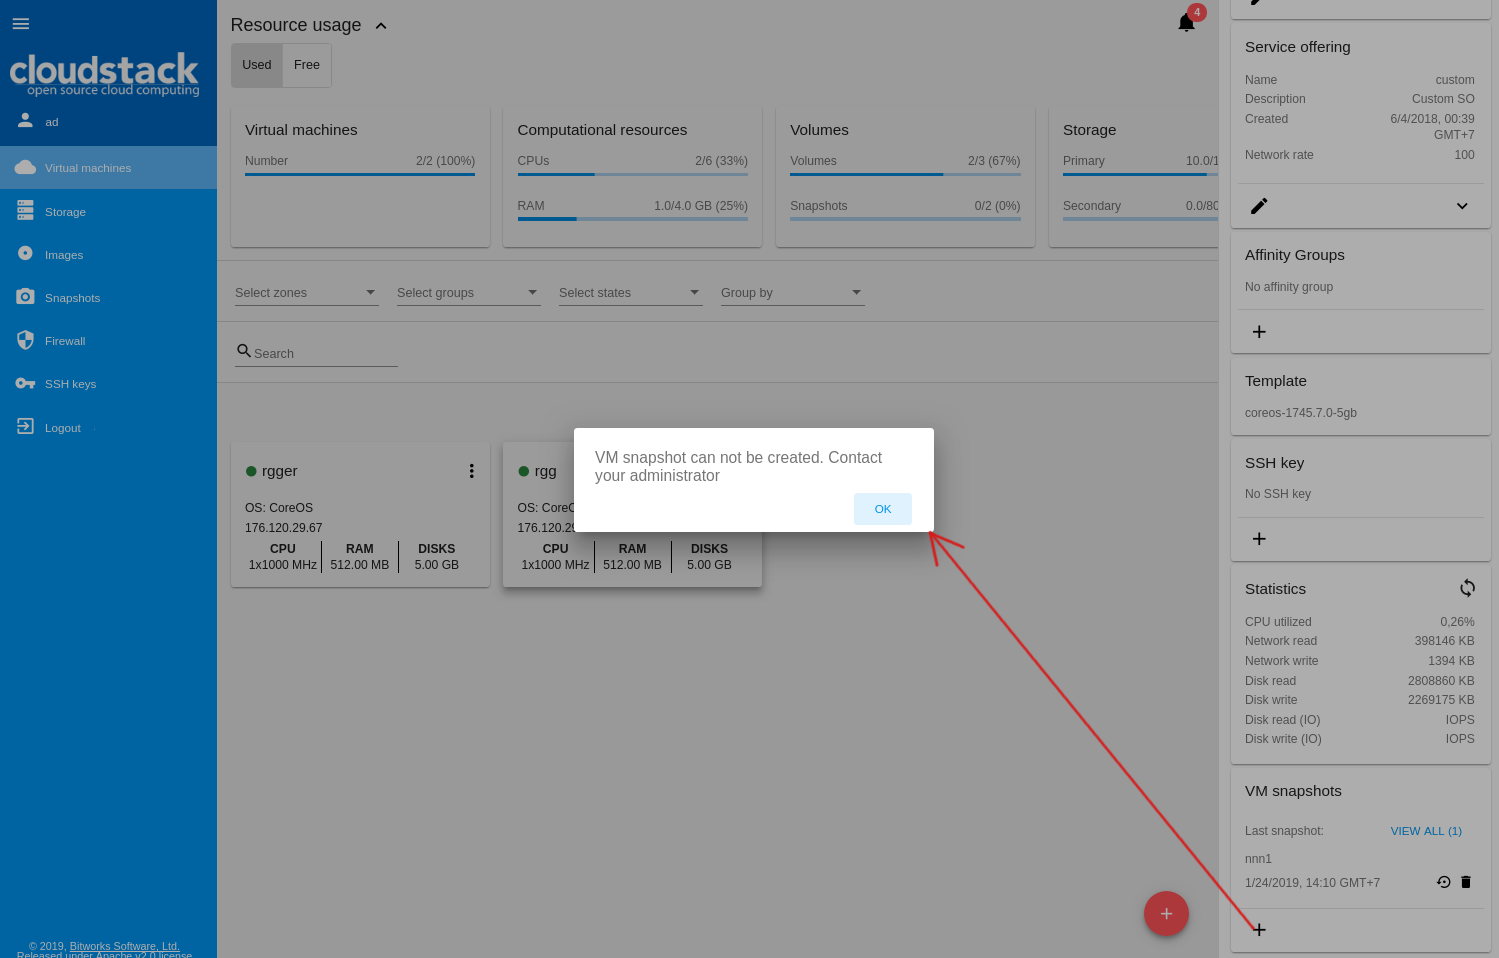 cloudstack
open source cloud computing
ad
Virtual machines
Storage
Images
Snapshots
Firewall
SSH keys
Logout
© 2019, Bitworks Software, Ltd.
Released under Apache v2.0 license
Resource usage
4
Used Free
Virtual machines
Number 2/2 (100%)
Computational resources
CPUs 2/6 (33%)
RAM 1.0/4.0 GB (25%)
Volumes
Volumes 2/3 (67%)
Snapshots 0/2 (0%)
Storage
Primary 10.0/1
Secondary 0.0/80
Select zones Select groups Select states Group by
Search
rgger
OS: CoreOS
176.120.29.67
CPU RAM DISKS
1x1000 MHz 512.00 MB 5.00 GB
rgg
OS: CoreO
176.120.29
CPU RAM DISKS
1x1000 MHz 512.00 MB 5.00 GB
VM snapshot can not be created. Contact
your administrator
OK
Service offering
Name custom
Description Custom SO
Created 6/4/2018, 00:39
GMT+7
Network rate 100
Affinity Groups
No affinity group
Template
coreos-1745.7.0-5gb
SSH key
No SSH key
Statistics
CPU utilized 0,26%
Network read 398146 KB
Network write 1394 KB
Disk read 2808860 KB
Disk write 2269175 KB
Disk read (IO) IOPS
Disk write (IO) IOPS
VM snapshots
Last snapshot: VIEW ALL (1)
nnn1
1/24/2019, 14:10 GMT+7